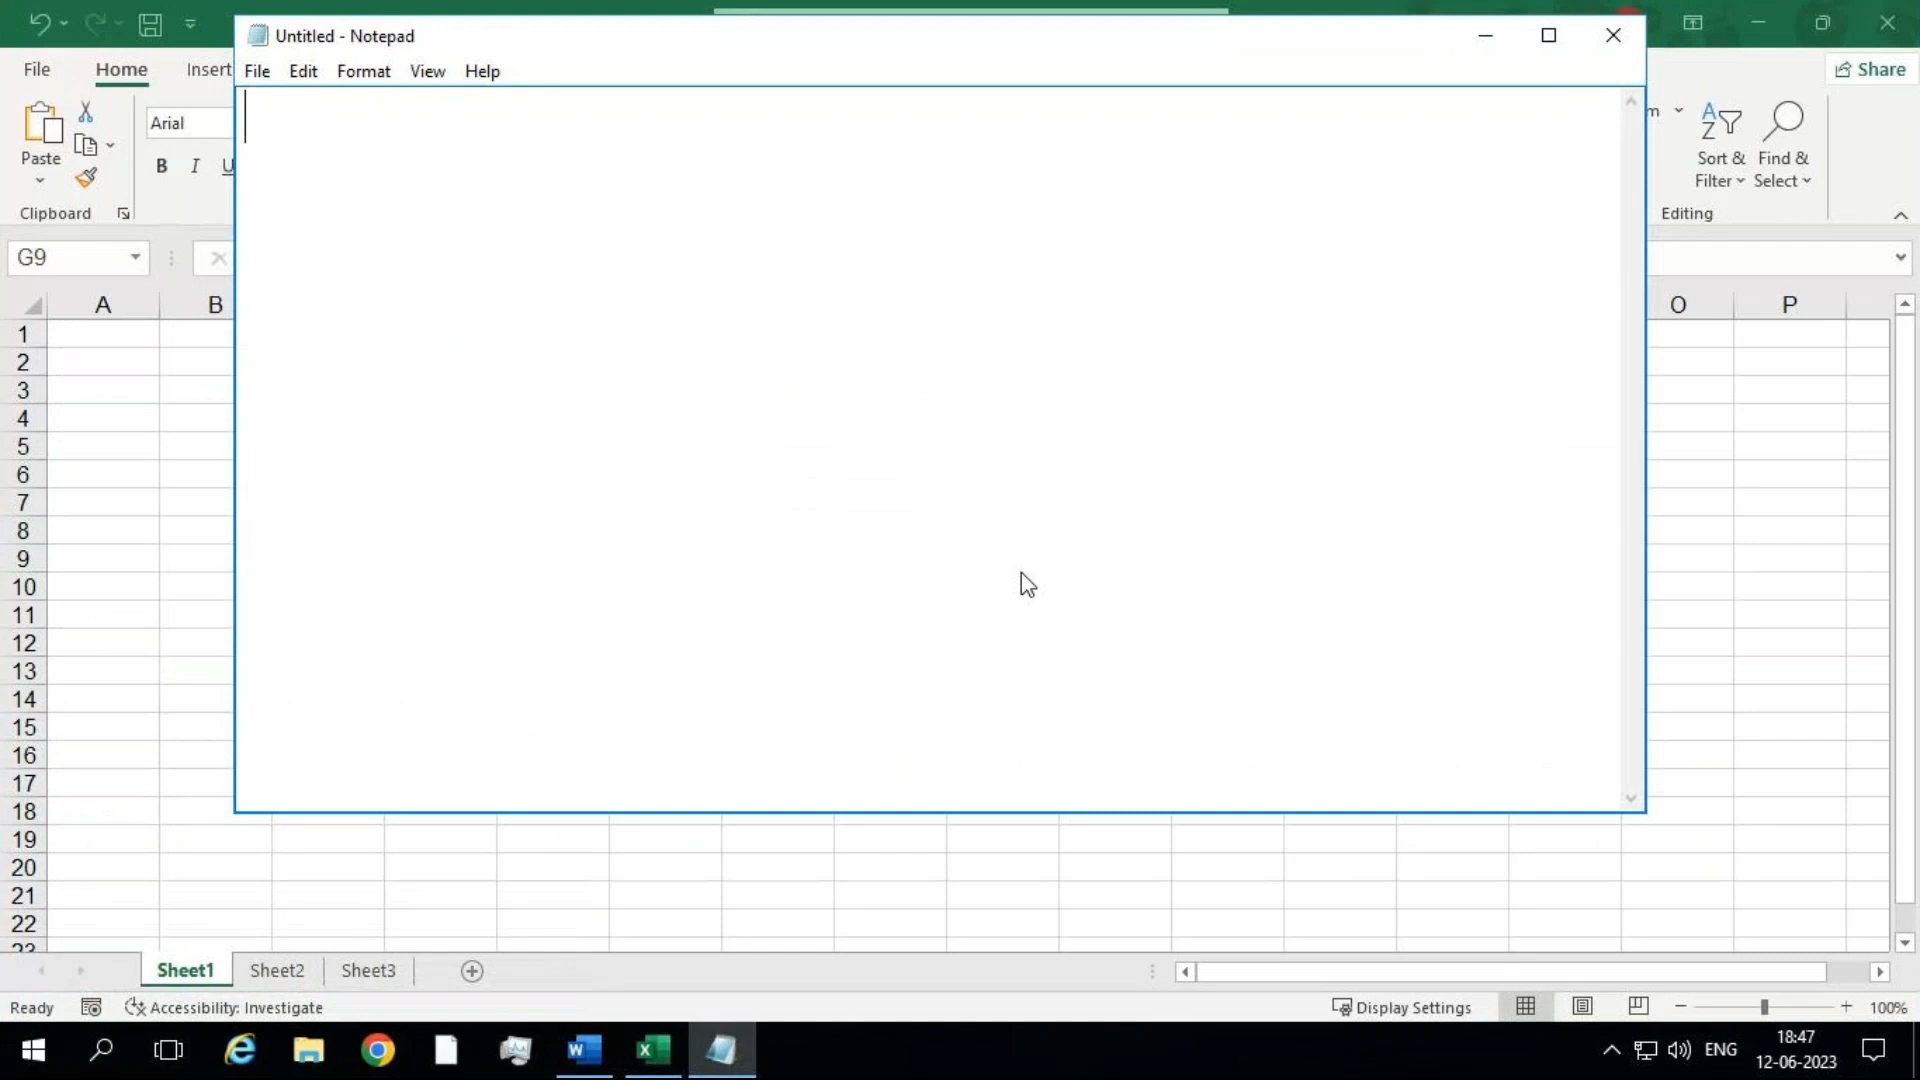 Untitled - Notepad
File Edit Format View Help
File Home Insert
Share
Paste
Clipboard
Arial
B I U
m
Sort & Filter
Find & Select
Editing
G9
A B O P
1
2
3
4
5
6
7
8
9
10
11
12
13
14
15
16
17
18
19
20
21
22
23
Sheet1 Sheet2 Sheet3
Ready Accessibility: Investigate Display Settings 100%
ENG 18:47
12-06-2023